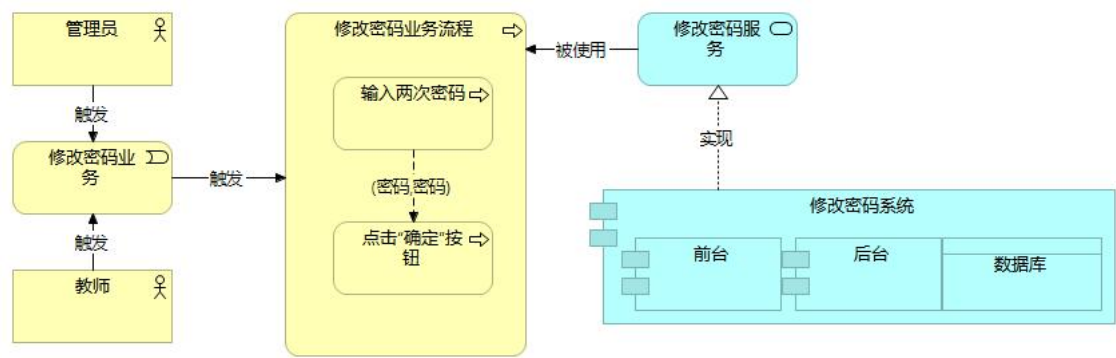 管理员
触发
修改密码业
务
触发
教师
触发
修改密码业务流程
输入两次密码
(密码,密码)
点击“确定”按
钮
被使用
修改密码服
务
实现
修改密码系统
前台
后台
数据库